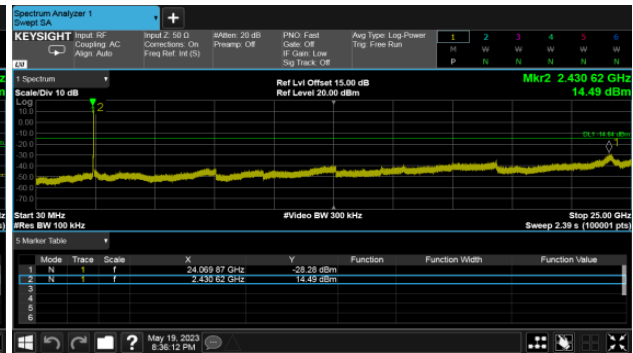 Spectrum Analyzer 1
Swept SA
+
KEYSIGHT Input: RF Input Z: 50 Ω #Atten: 20 dB PNO: Fast Avg Type: Log-Power 1 2 3 4 5 6
Coupling: AC Corrections: On Preamp: Off Gate: Off Trig: Free Run M W W W W W
Align: Auto Freq Ref: Int (S) IF Gain: Low P N N N N N
LXI Sig Track: Off
1 Spectrum Ref Lvl Offset 15.00 dB Mkr2 2.430 62 GHz
Scale/Div 10 dB Ref Level 20.00 dBm 14.49 dBm
Log
10.0
0.00
-10.0
-20.0
-30.0
-40.0
-50.0
-60.0
-70.0
2
DL1 -14.64 dBm
1
Start 30 MHz #Video BW 300 kHz Stop 25.00 GHz
#Res BW 100 kHz Sweep 2.39 s (100001 pts)
5 Marker Table
Mode Trace Scale X Y Function Function Width Function Value
1 N 1 f 24.069 87 GHz -28.28 dBm
2 N 1 f 2.430 62 GHz 14.49 dBm
3
4
5
6
? May 19, 2023
8:36:12 PM